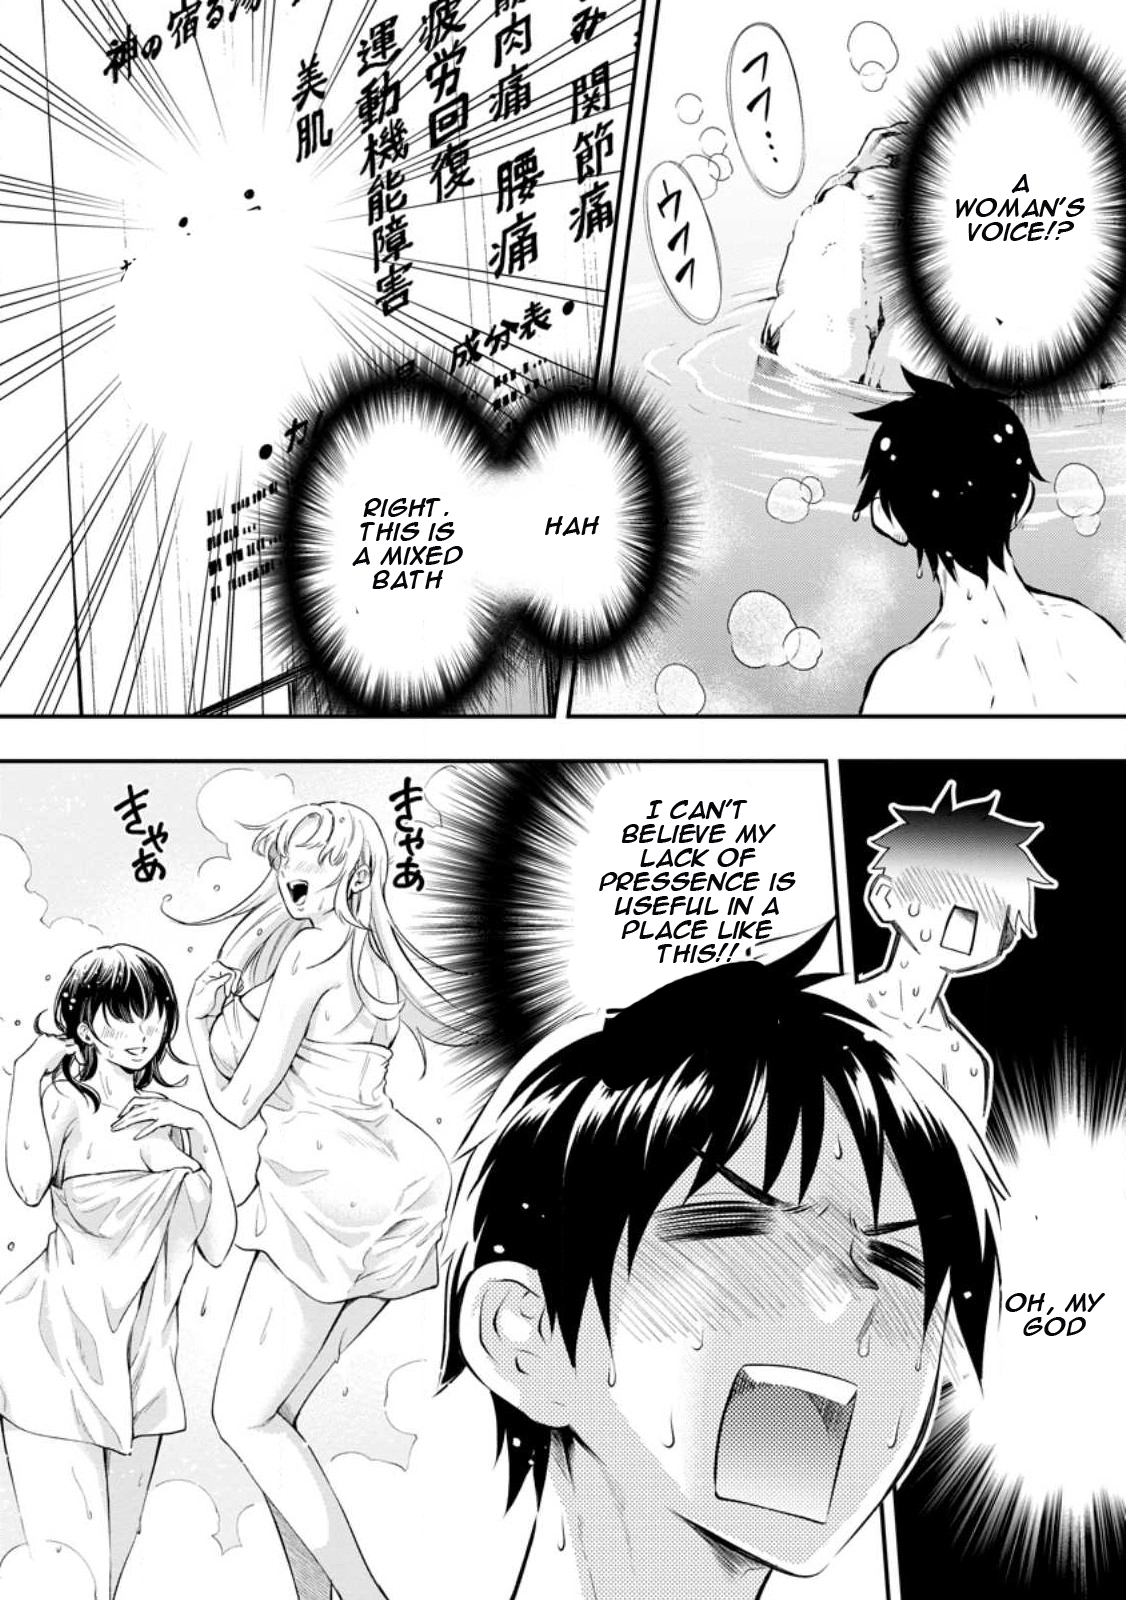 A
WOMAN'S
VOICE!?
フフ…
ウフフ
み
関節痛
筋肉痛
腰痛
疲労回復
運動機能障害
美肌
神の宿る湯
成分表●
●カ
HAH
RIGHT.
THIS IS
A MIXED
BATH
OH, MY
GOD
I CAN'T
BELIEVE MY
LACK OF
PRESSENCE IS
USEFUL IN A
PLACE LIKE
THIS!!
きゃあ
きゃあ